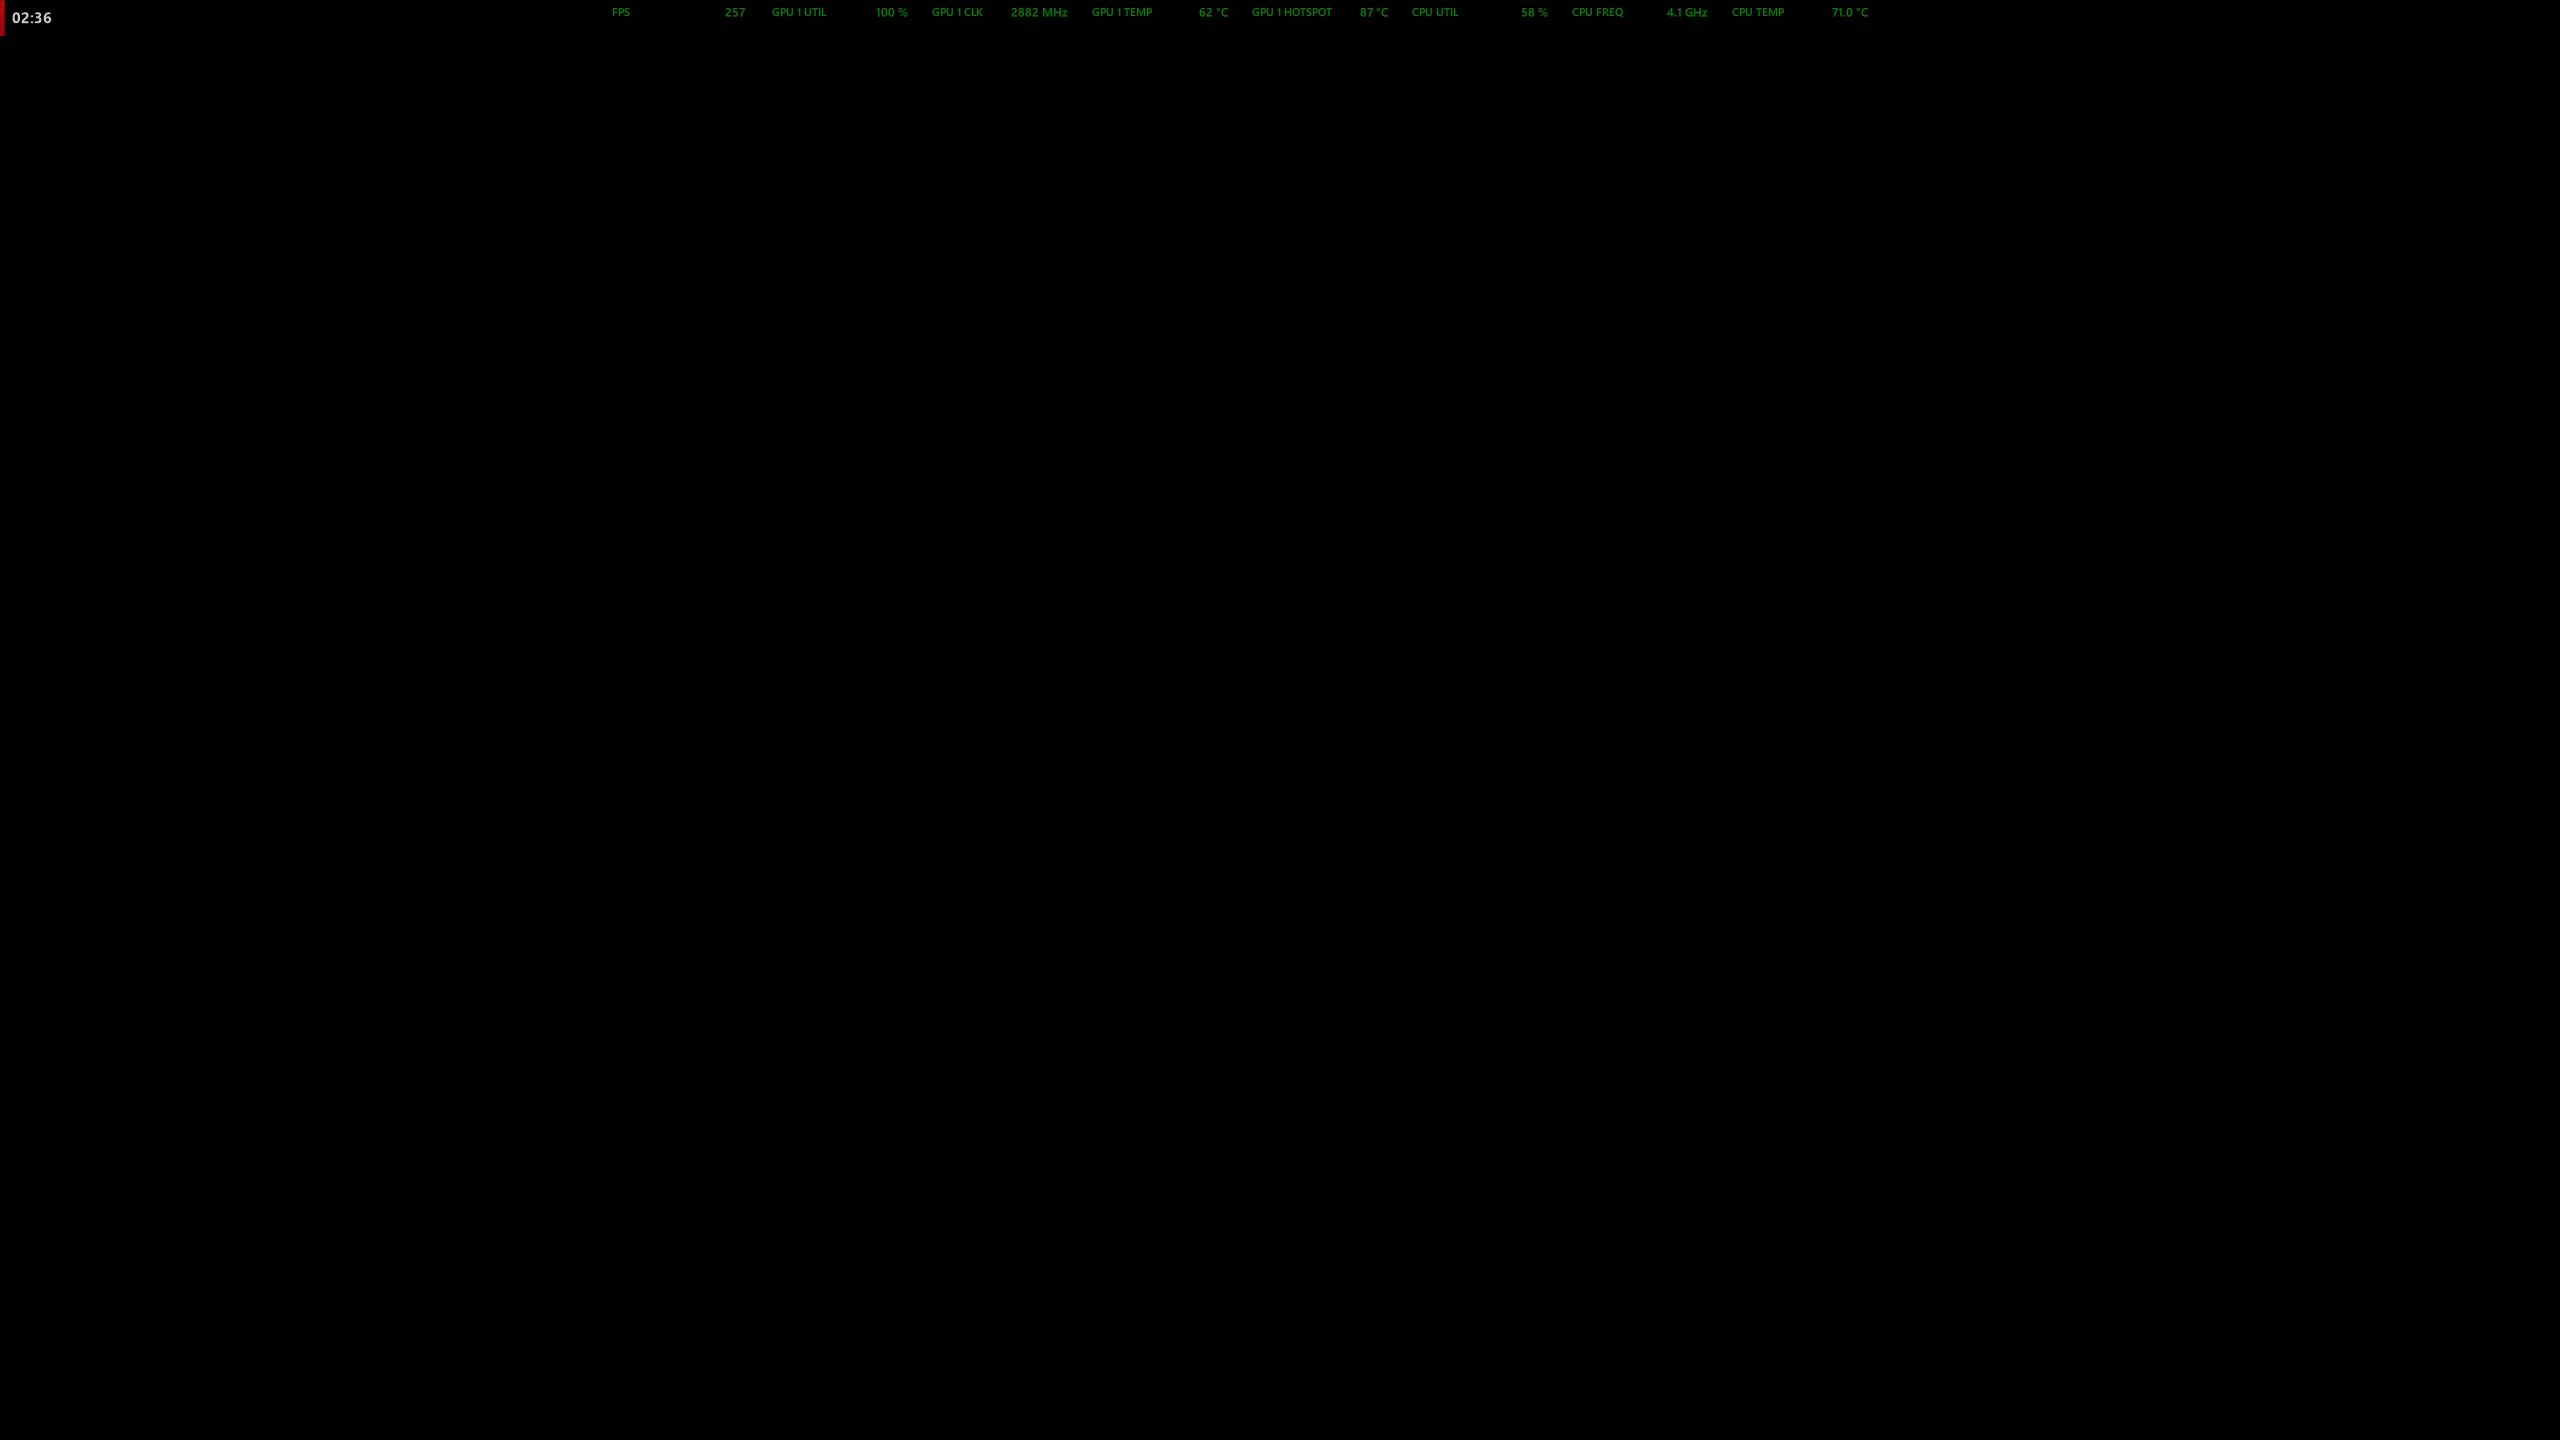 02:36
FPS 257 GPU 1 UTIL 100 % GPU 1 CLK 2882 MHz GPU 1 TEMP 62 °C GPU 1 HOTSPOT 87 °C CPU UTIL 58 % CPU FREQ 4.1 GHz CPU TEMP 71.0 °C